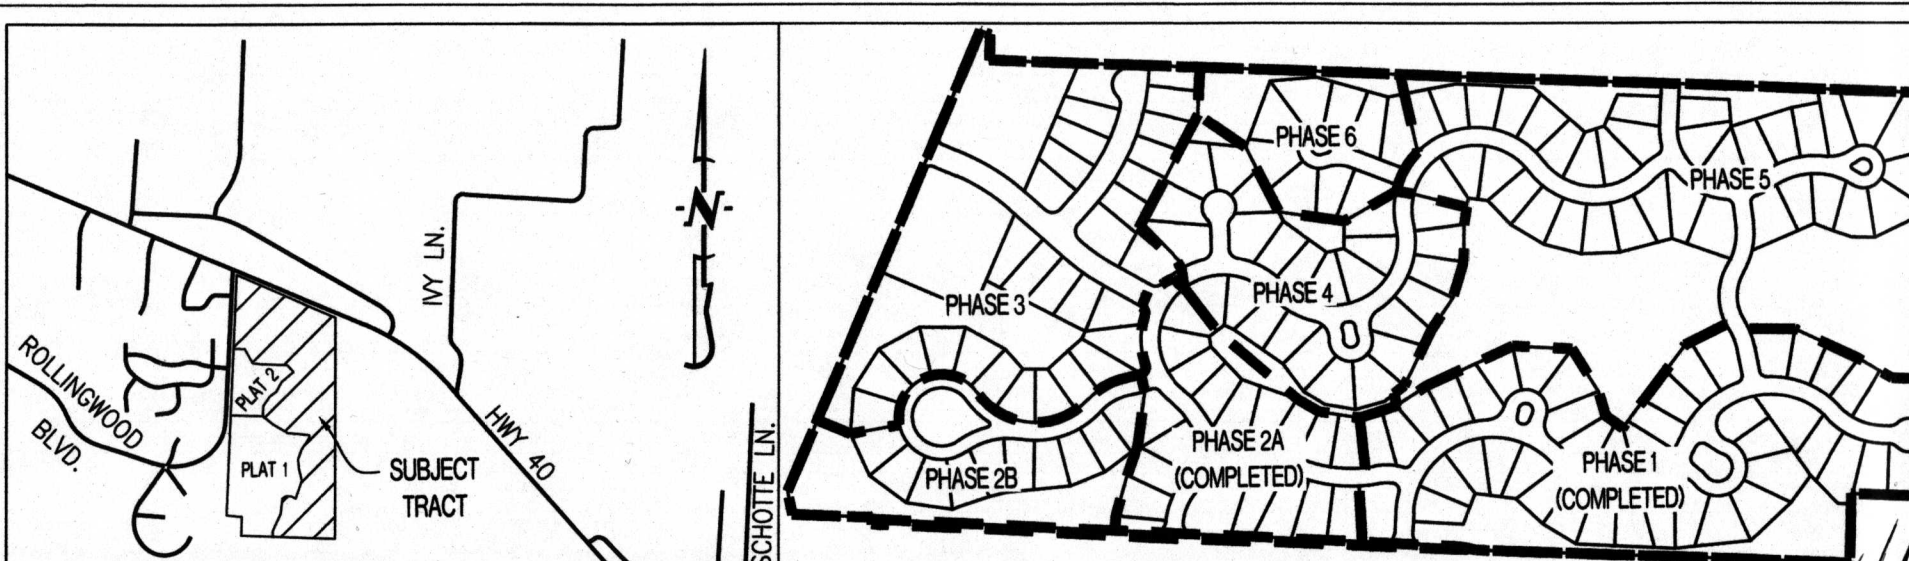 IVY LN.
N
ROLLINGWOOD
BLVD.
PLAT 2
PLAT 1
SUBJECT
TRACT
HWY 40
SCHOTTE LN.
PHASE 6
PHASE 5
PHASE 3
PHASE 4
PHASE 2B
PHASE 2A
(COMPLETED)
PHASE 1
(COMPLETED)